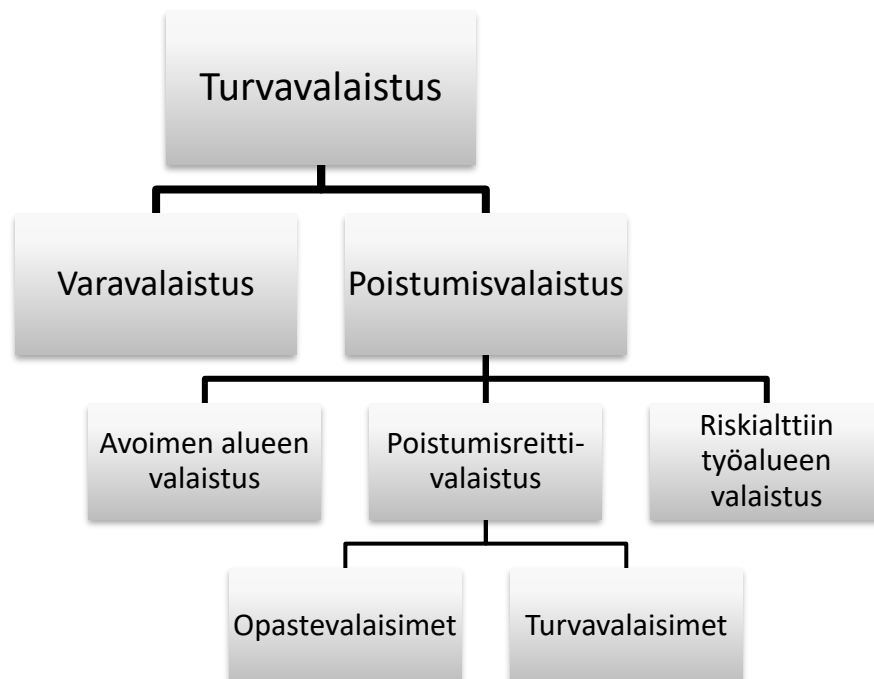 Turvavalaistus
Varavalaistus
Poistumisvalaistus
Avoimen alueen
valaistus
Poistumisreitti-
valaistus
Riskialttiin
työalueen
valaistus
Opastevalaisimet
Turvavalaisimet